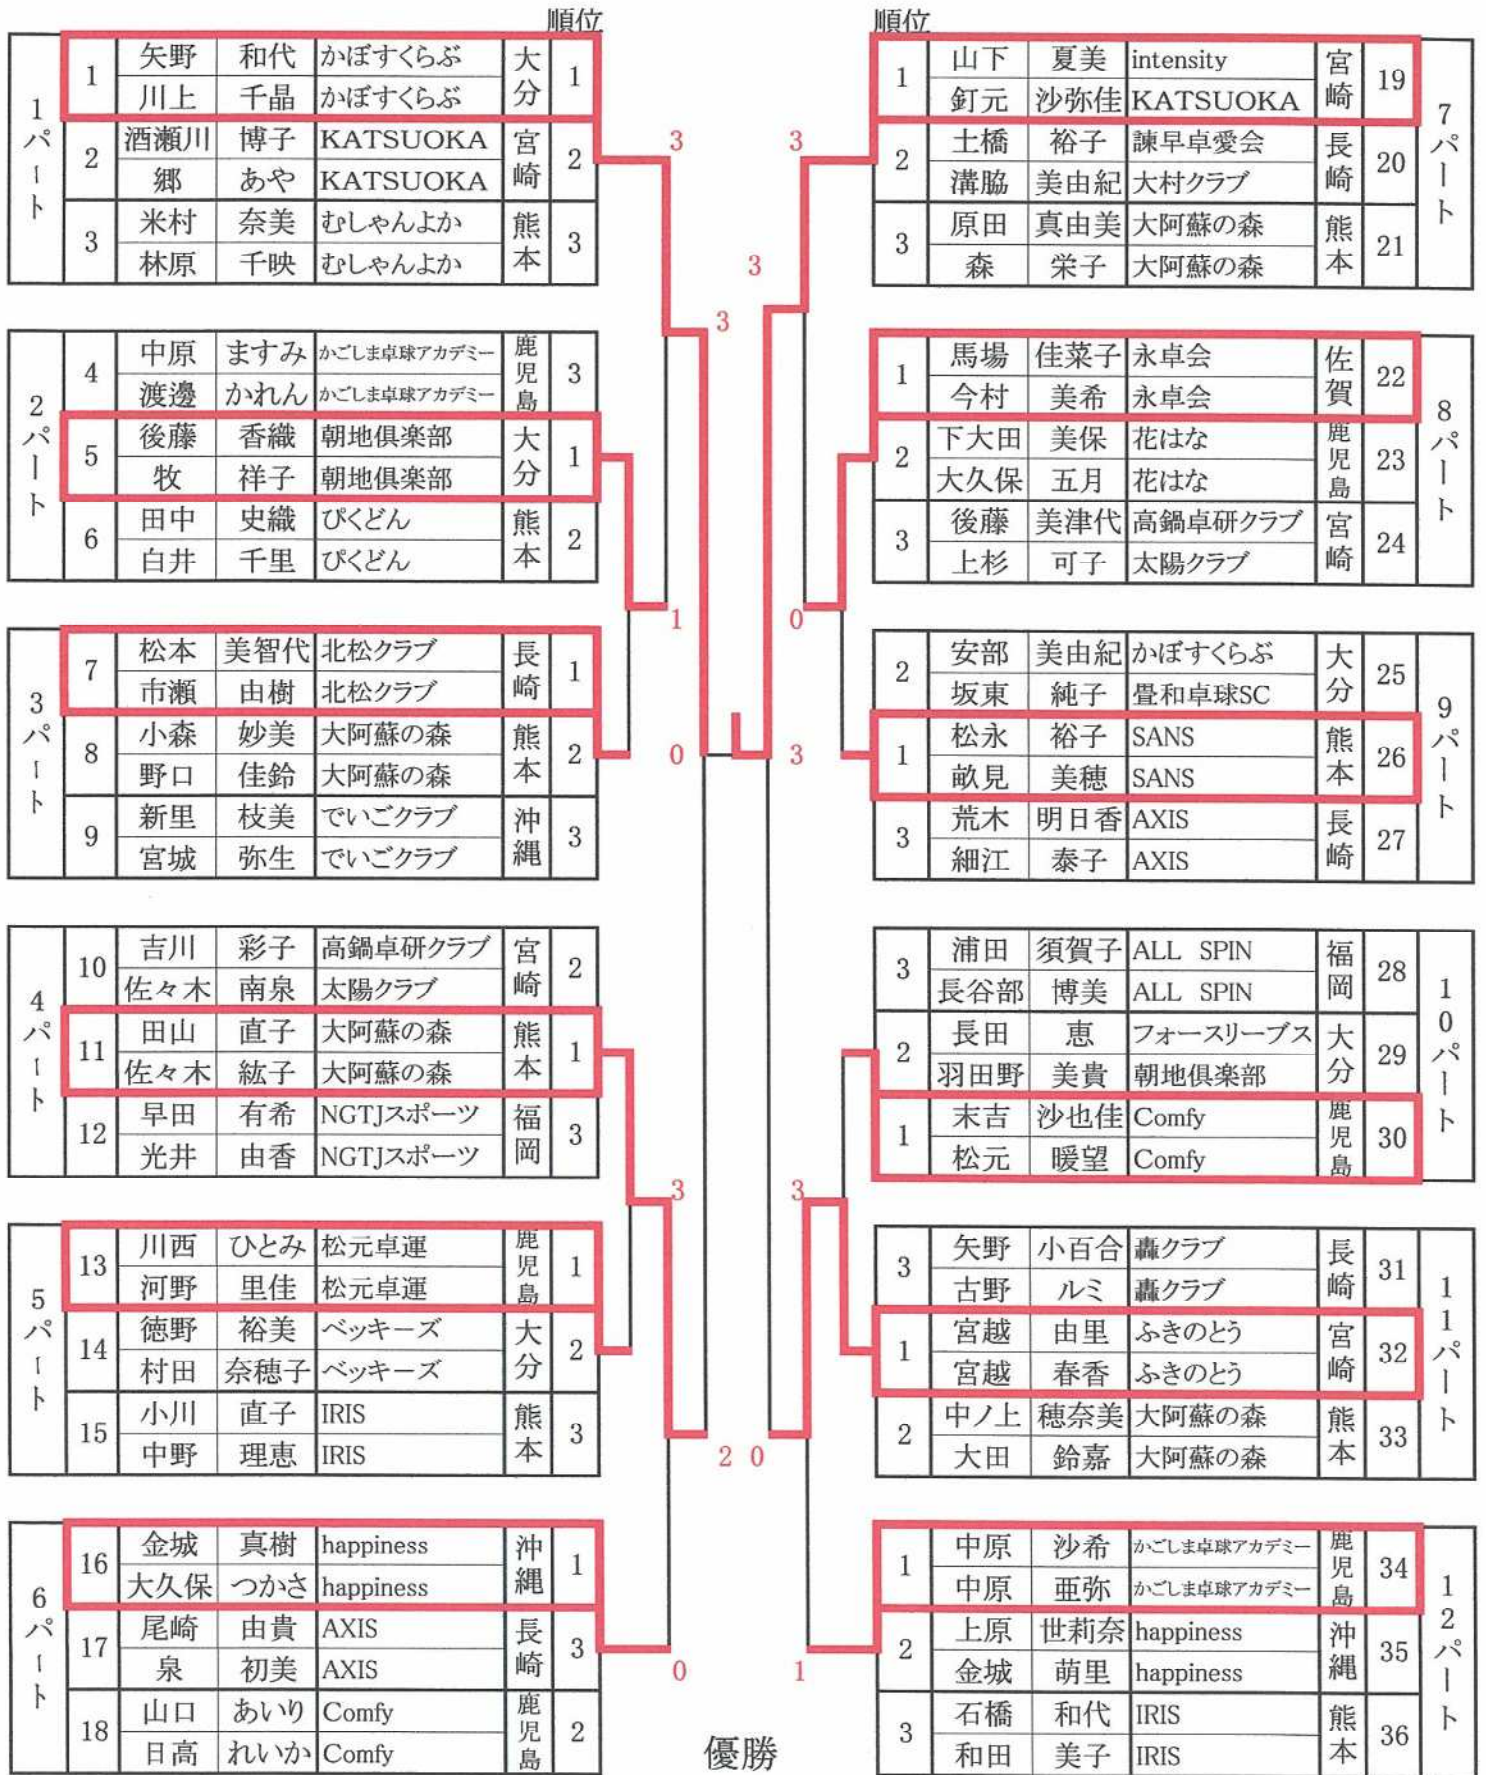 順位
1パート
1 矢野 和代 かぼすくらぶ 大分 1
川上 千晶 かぼすくらぶ
2 酒瀬川 博子 KATSUOKA 宮崎 2
郷 あや KATSUOKA
3 米村 奈美 むしゃんよか 熊本 3
林原 千映 むしゃんよか
2パート
4 中原 ますみ かごしま卓球アカデミー 鹿児島 3
渡邊 かれん かごしま卓球アカデミー
5 後藤 香織 朝地倶楽部 大分 1
牧 祥子 朝地倶楽部
6 田中 史織 ぴくどん 熊本 2
白井 千里 ぴくどん
3パート
7 松本 美智代 北松クラブ 長崎 1
市瀬 由樹 北松クラブ
8 小森 妙美 大阿蘇の森 熊本 2
野口 佳鈴 大阿蘇の森
9 新里 枝美 でいごクラブ 沖縄 3
宮城 弥生 でいごクラブ
4パート
10 吉川 彩子 高鍋卓研クラブ 宮崎 2
佐々木 南泉 太陽クラブ
11 田山 直子 大阿蘇の森 熊本 1
佐々木 紘子 大阿蘇の森
12 早田 有希 NGTJスポーツ 福岡 3
光井 由香 NGTJスポーツ
5パート
13 川西 ひとみ 松元卓運 鹿児島 1
河野 里佳 松元卓運
14 徳野 裕美 ベッキーズ 大分 2
村田 奈穂子 ベッキーズ
15 小川 直子 IRIS 熊本 3
中野 理恵 IRIS
6パート
16 金城 真樹 happiness 沖縄 1
大久保 つかさ happiness
17 尾崎 由貴 AXIS 長崎 3
泉 初美 AXIS
18 山口 あいり Comfy 鹿児島 2
日高 れいか Comfy
3 3
3
3
1 0
0 3
3 3
2 0
0 1
優勝
順位
7パート
1 山下 夏美 intensity 宮崎 19
釘元 沙弥佳 KATSUOKA
2 土橋 裕子 諫早卓愛会 長崎 20
溝脇 美由紀 大村クラブ
3 原田 真由美 大阿蘇の森 熊本 21
森 栄子 大阿蘇の森
8パート
1 馬場 佳菜子 永卓会 佐賀 22
今村 美希 永卓会
2 下大田 美保 花はな 鹿児島 23
大久保 五月 花はな
3 後藤 美津代 高鍋卓研クラブ 宮崎 24
上杉 可子 太陽クラブ
9パート
2 安部 美由紀 かぼすくらぶ 大分 25
坂東 純子 畳和卓球SC
1 松永 裕子 SANS 熊本 26
畝見 美穂 SANS
3 荒木 明日香 AXIS 長崎 27
細江 泰子 AXIS
10パート
3 浦田 須賀子 ALL SPIN 福岡 28
長谷部 博美 ALL SPIN
2 長田 恵 フォースリーブス 大分 29
羽田野 美貴 朝地倶楽部
1 末吉 沙也佳 Comfy 鹿児島 30
松元 暖望 Comfy
11パート
3 矢野 小百合 轟クラブ 長崎 31
古野 ルミ 轟クラブ
1 宮越 由里 ふきのとう 宮崎 32
宮越 春香 ふきのとう
2 中ノ上 穂奈美 大阿蘇の森 熊本 33
大田 鈴嘉 大阿蘇の森
12パート
1 中原 沙希 かごしま卓球アカデミー 鹿児島 34
中原 亜弥 かごしま卓球アカデミー
2 上原 世莉奈 happiness 沖縄 35
金城 萌里 happiness
3 石橋 和代 IRIS 熊本 36
和田 美子 IRIS